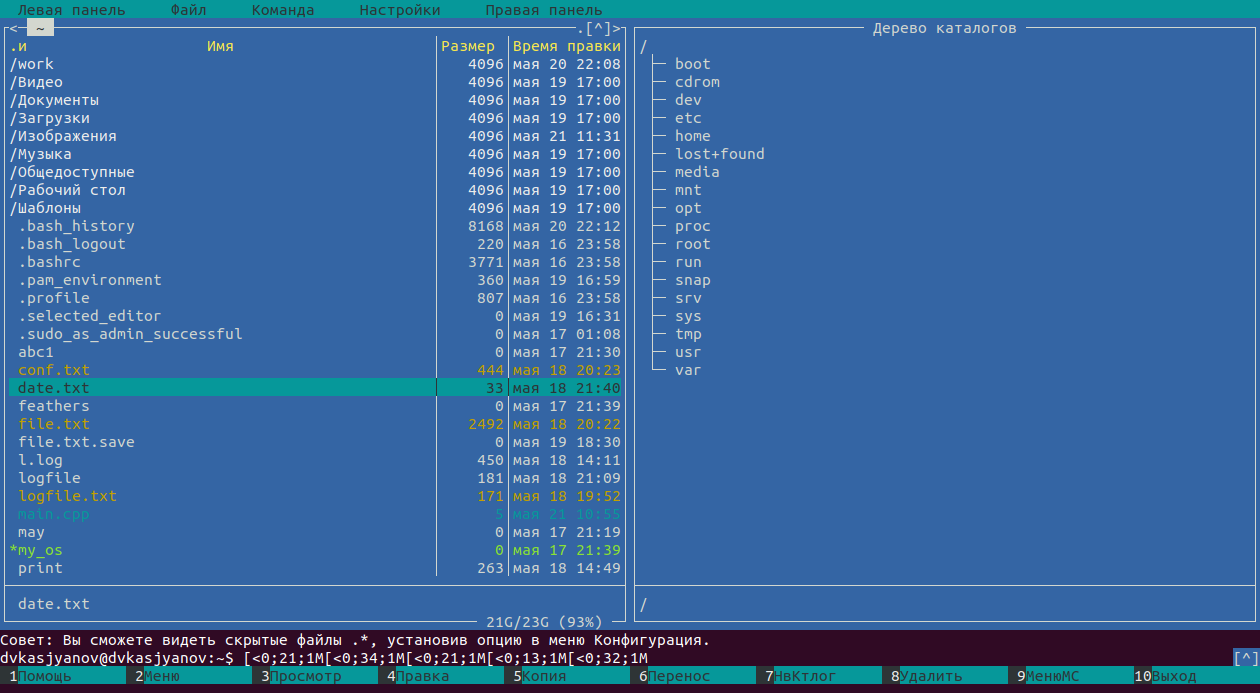 Левая панель Файл Команда Настройки Правая панель
<- ~ .[^]>
.и Имя Размер Время правки
/work 4096 мая 20 22:08
/Видео 4096 мая 19 17:00
/Документы 4096 мая 19 17:00
/Загрузки 4096 мая 19 17:00
/Изображения 4096 мая 21 11:31
/Музыка 4096 мая 19 17:00
/Общедоступные 4096 мая 19 17:00
/Рабочий стол 4096 мая 19 17:00
/Шаблоны 4096 мая 19 17:00
.bash_history 8168 мая 20 22:12
.bash_logout 220 мая 16 23:58
.bashrc 3771 мая 16 23:58
.pam_environment 360 мая 19 16:59
.profile 807 мая 16 23:58
.selected_editor 0 мая 19 16:31
.sudo_as_admin_successful 0 мая 17 01:08
abc1 0 мая 17 21:30
conf.txt 444 мая 18 20:23
date.txt 33 мая 18 21:40
feathers 0 мая 17 21:39
file.txt 2492 мая 18 20:22
file.txt.save 0 мая 19 18:30
l.log 450 мая 18 14:11
logfile 181 мая 18 21:09
logfile.txt 171 мая 18 19:52
main.cpp 5 мая 21 10:55
may 0 мая 17 21:19
*my_os 0 мая 17 21:39
print 263 мая 18 14:49
date.txt
21G/23G (93%)
Дерево каталогов
/
boot
cdrom
dev
etc
home
lost+found
media
mnt
opt
proc
root
run
snap
srv
sys
tmp
usr
var
/
Совет: Вы сможете видеть скрытые файлы .*, установив опцию в меню Конфигурация.
dvkasjyanov@dvkasjyanov:~$ [<0;21;1M[<0;34;1M[<0;21;1M[<0;13;1M[<0;32;1M [^]
1Помощь 2Меню 3Просмотр 4Правка 5Копия 6Перенос 7НвКтлог 8Удалить 9МенюMC 10Выход